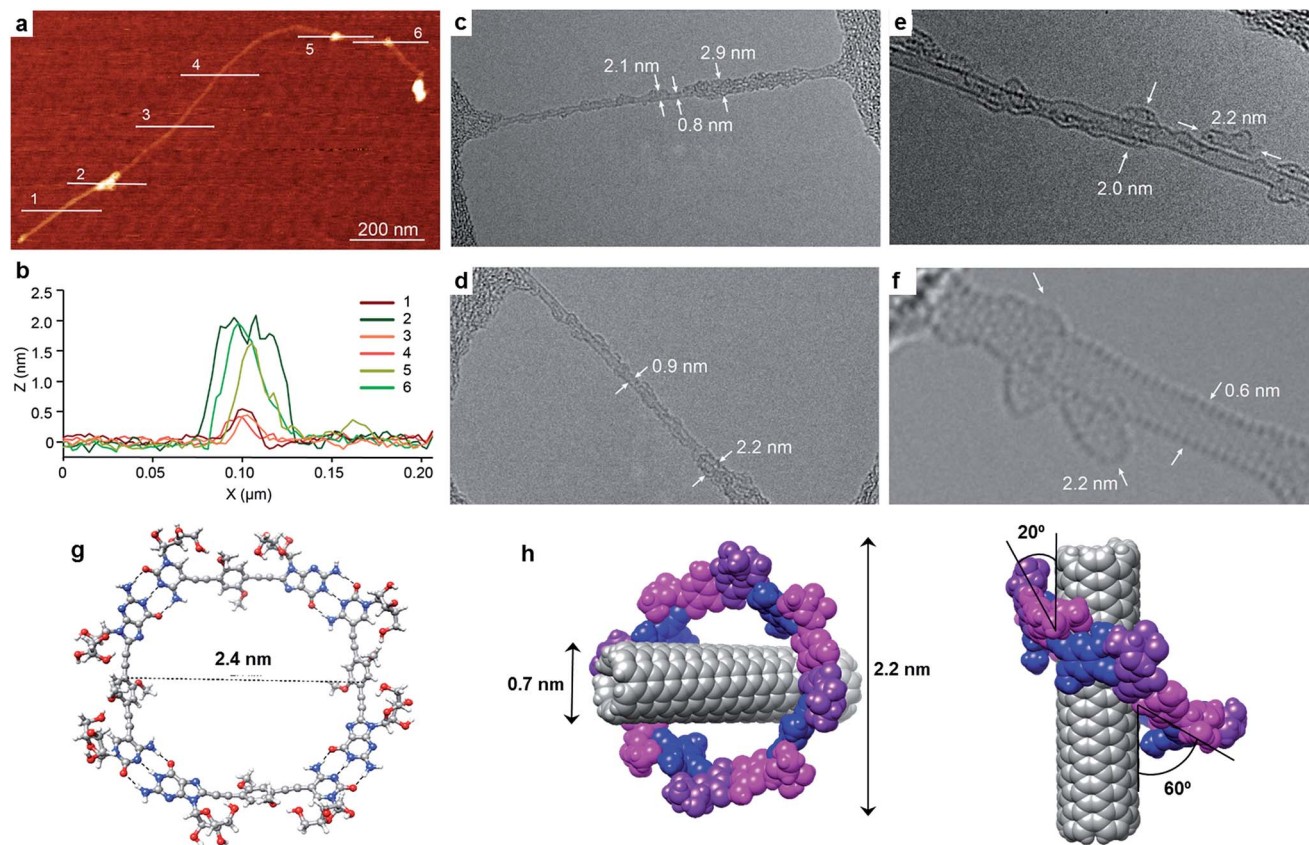 a
1
2
3
4
5
6
200 nm
b
2.5
2.0
1.5
1.0
0.5
0
Z (nm)
0
0.05
0.10
0.15
0.20
X (µm)
1
2
3
4
5
6
c
2.1 nm
2.9 nm
0.8 nm
d
0.9 nm
2.2 nm
e
2.2 nm
2.0 nm
f
0.6 nm
2.2 nm
g
2.4 nm
h
0.7 nm
2.2 nm
20º
60º